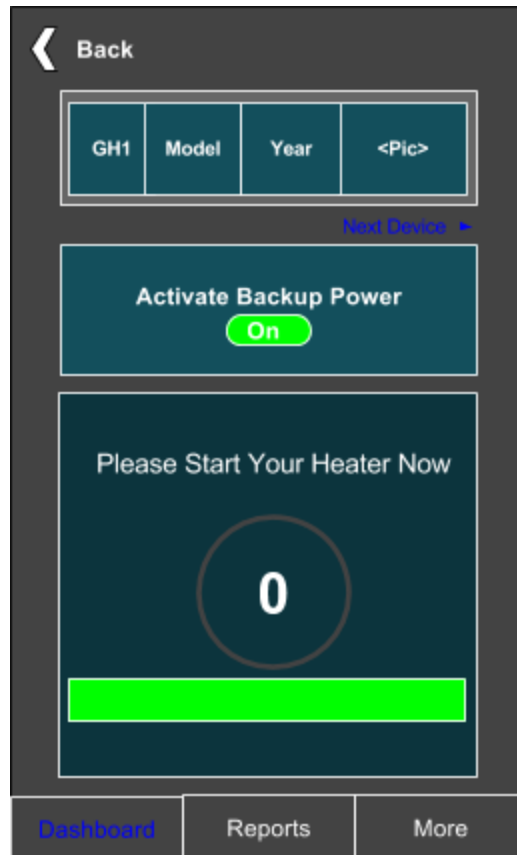 Back
GH1 Model Year <Pic>
Next Device ►
Activate Backup Power
On
Please Start Your Heater Now
0
Dashboard Reports More